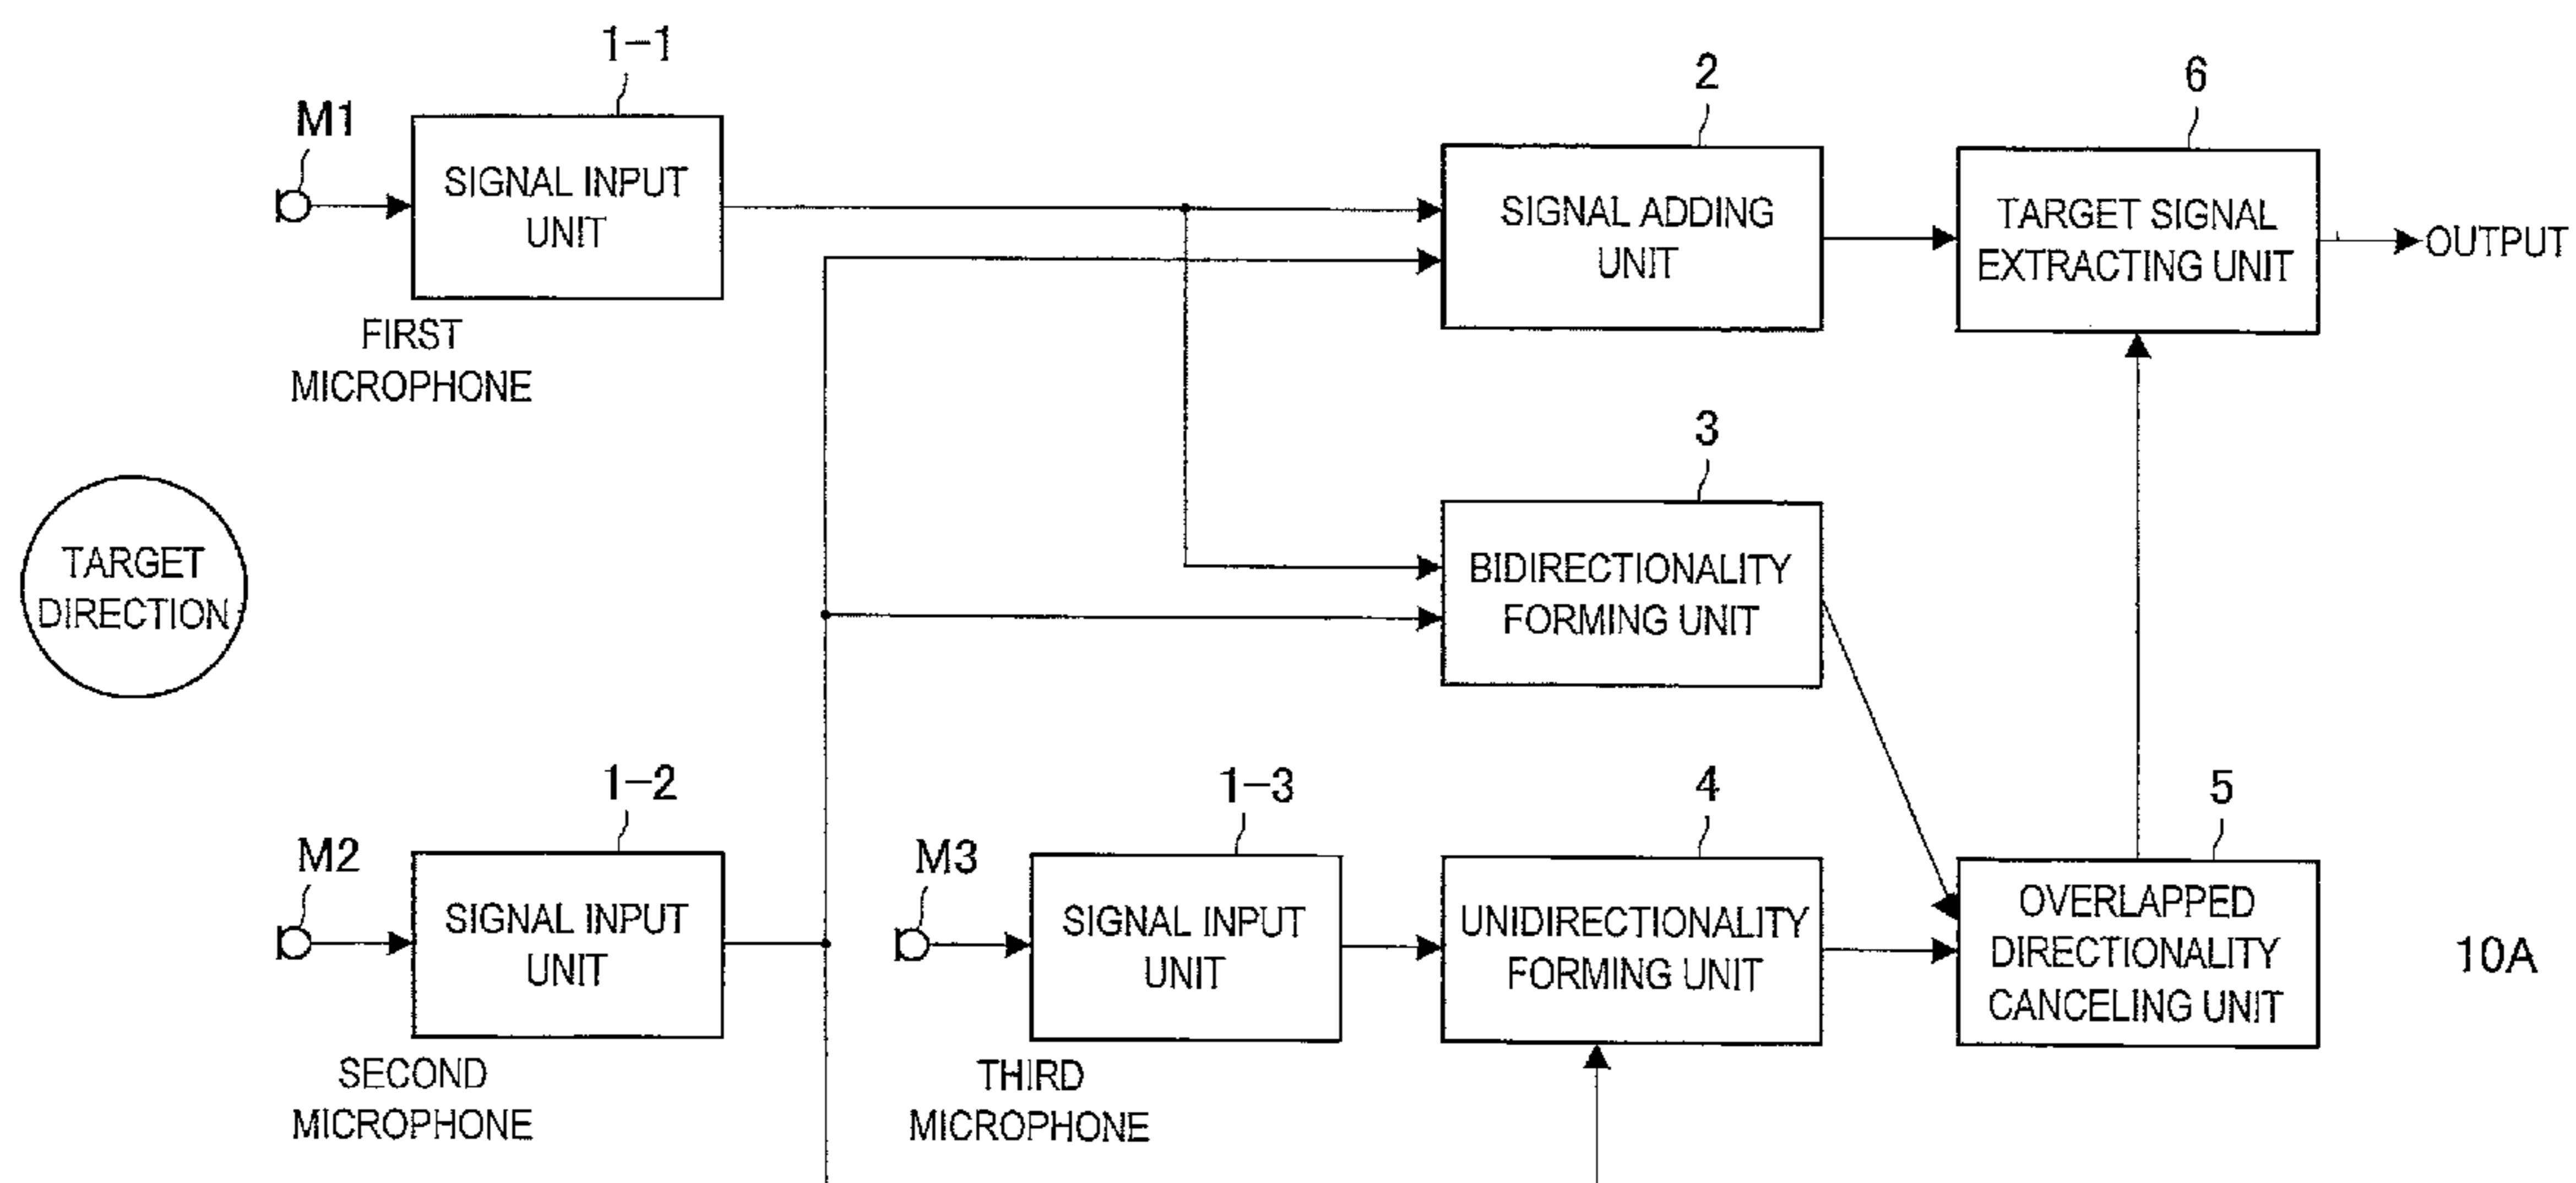 1-1
M1
SIGNAL INPUT
UNIT
FIRST
MICROPHONE
2
SIGNAL ADDING
UNIT
6
TARGET SIGNAL
EXTRACTING UNIT
OUTPUT
TARGET
DIRECTION
3
BIDIRECTIONALITY
FORMING UNIT
1-2
M2
SIGNAL INPUT
UNIT
SECOND
MICROPHONE
1-3
M3
SIGNAL INPUT
UNIT
THIRD
MICROPHONE
4
UNIDIRECTIONALITY
FORMING UNIT
5
OVERLAPPED
DIRECTIONALITY
CANCELING UNIT
10A